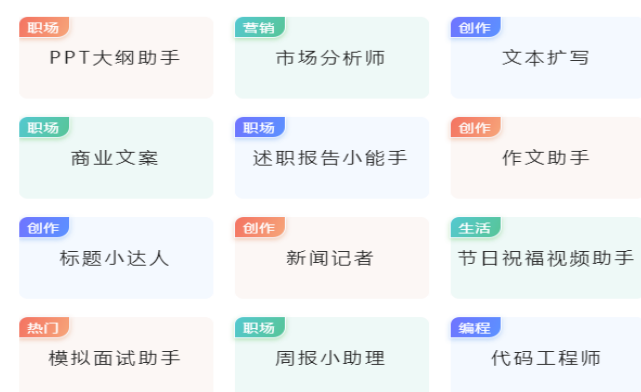 职场
PPT大纲助手
营销
市场分析师
创作
文本扩写
职场
商业文案
职场
述职报告小能手
创作
作文助手
创作
标题小达人
创作
新闻记者
生活
节日祝福视频助手
热门
模拟面试助手
职场
周报小助理
编程
代码工程师